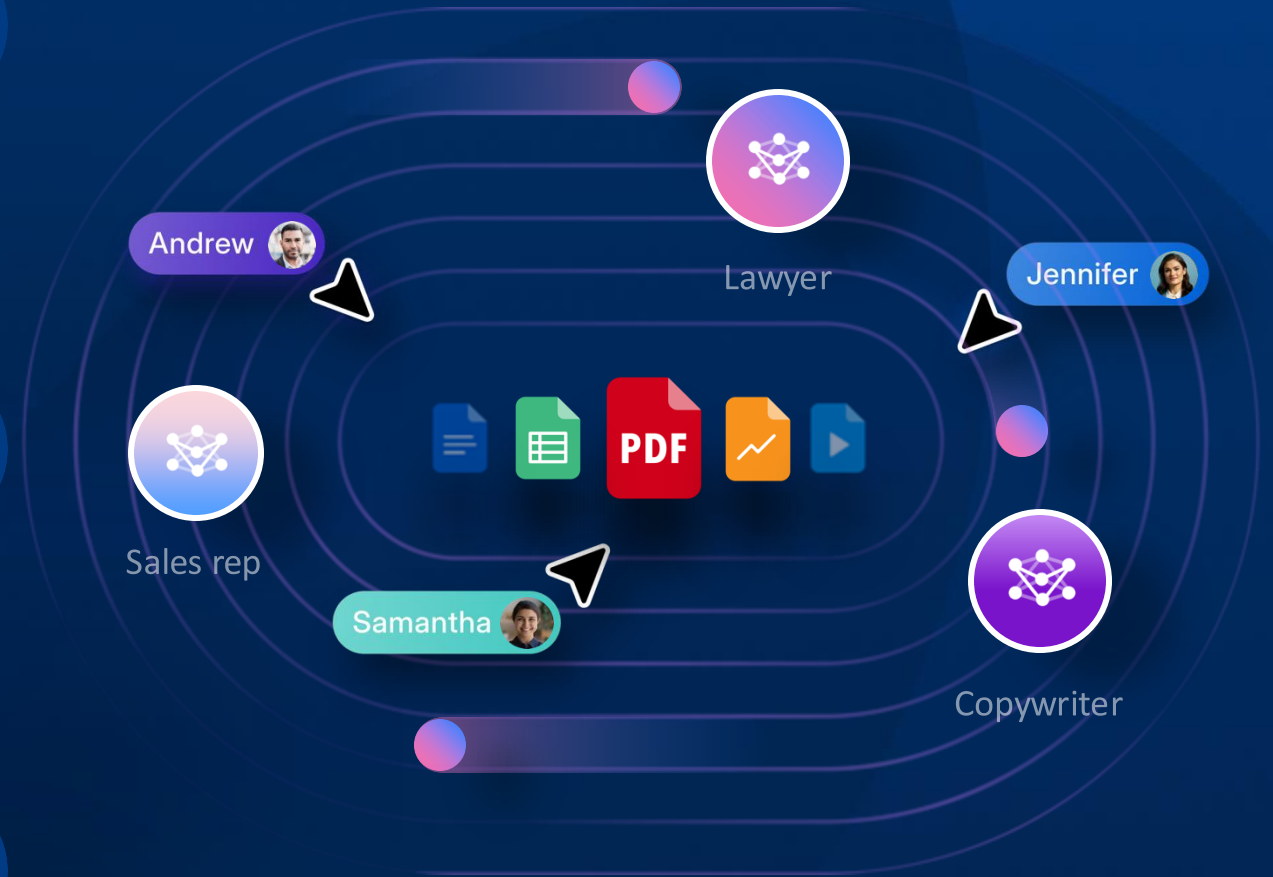 Lawyer
Andrew
Jennifer
PDF
Sales rep
Samantha
Copywriter